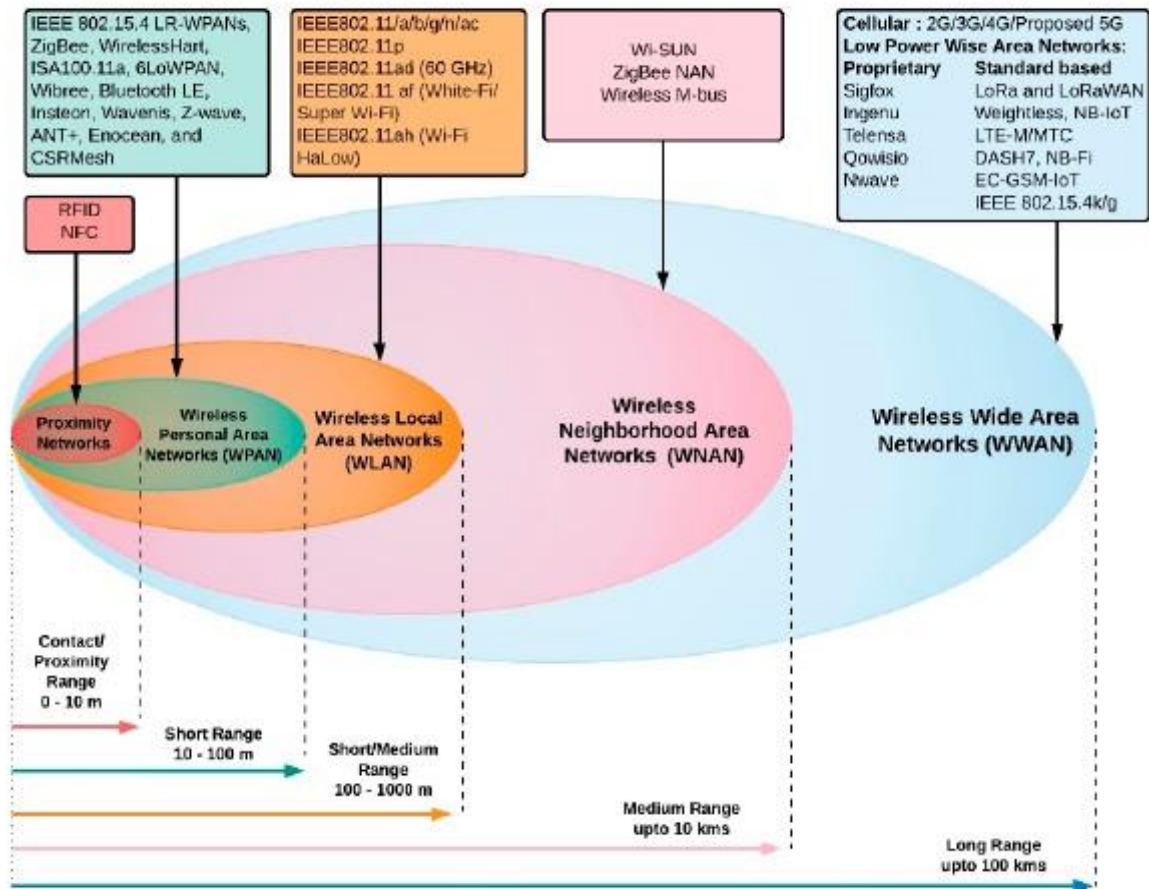 IEEE 802.15.4 LR-WPANs,
ZigBee, WirelessHart,
ISA100.11a, 6LoWPAN,
Wibree, Bluetooth LE,
Insteon, Wavenis, Z-wave,
ANT+, Enocean, and
CSRMesh
IEEE802.11/a/b/g/n/ac
IEEE802.11p
IEEE802.11ad (60 GHz)
IEEE802.11 af (White-Fi/
Super Wi-Fi)
IEEE802.11ah (Wi-Fi
HaLow)
Wi-SUN
ZigBee NAN
Wireless M-bus
Cellular : 2G/3G/4G/Proposed 5G
Low Power Wise Area Networks:
Proprietary Standard based
Sigfox LoRa and LoRaWAN
Ingenu Weightless, NB-IoT
Telensa LTE-M/MTC
Qowisio DASH7, NB-Fi
Nwave EC-GSM-IoT
IEEE 802.15.4k/g
RFID
NFC
Proximity
Networks
Wireless
Personal Area
Networks (WPAN)
Wireless Local
Area Networks
(WLAN)
Wireless
Neighborhood Area
Networks (WNAN)
Wireless Wide Area
Networks (WWAN)
Contact/
Proximity
Range
0 - 10 m
Short Range
10 - 100 m
Short/Medium
Range
100 - 1000 m
Medium Range
upto 10 kms
Long Range
upto 100 kms